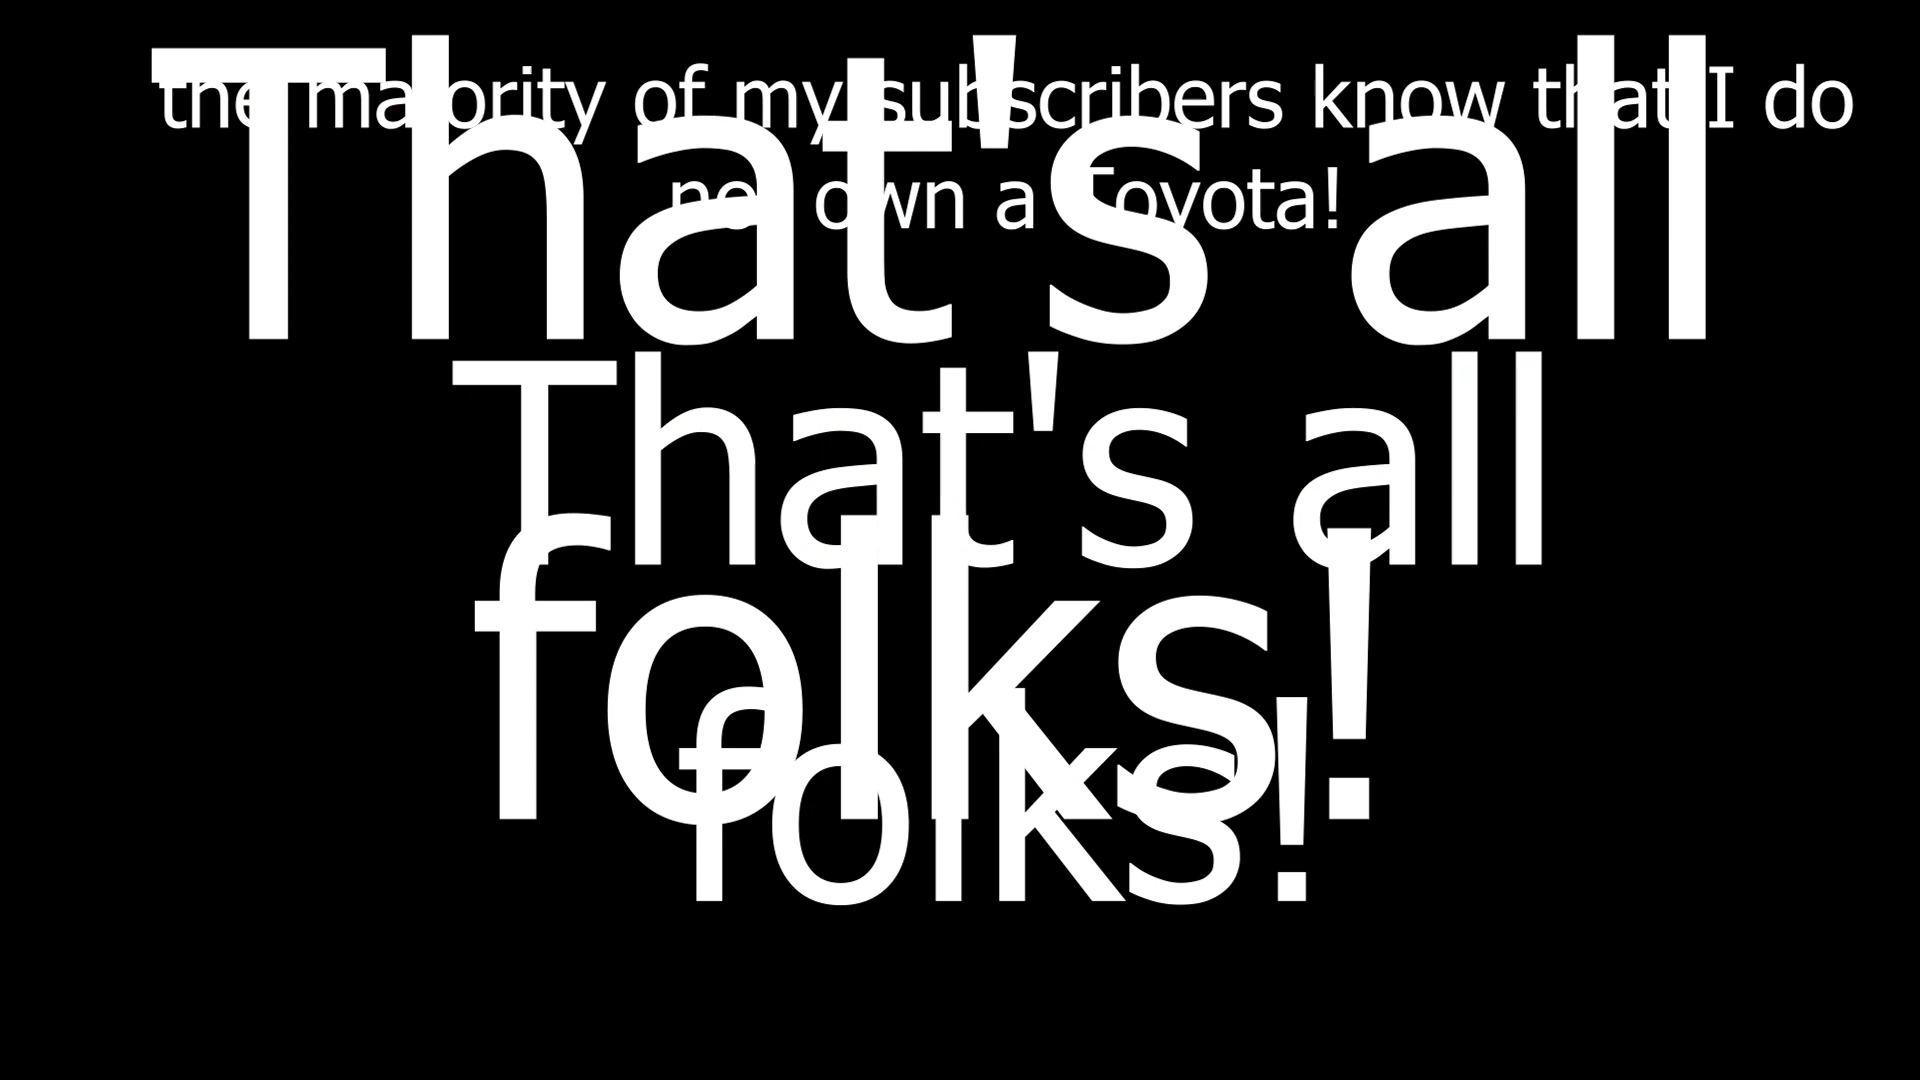 the majority of my subscribers know that I do
not own a Toyota!
That's all
folks!
That's all
folks!